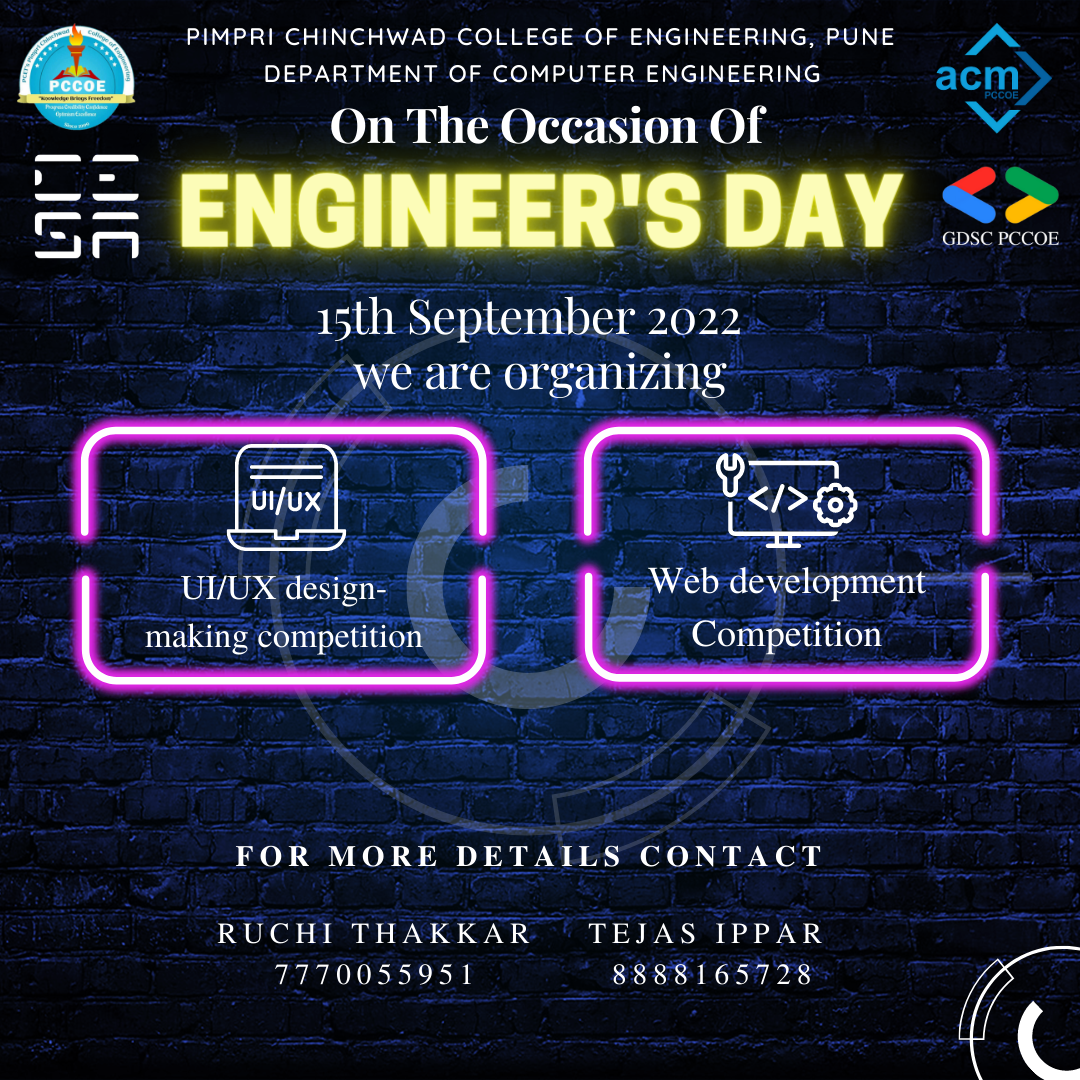 PIMPRI CHINCHWAD COLLEGE OF ENGINEERING, PUNE
DEPARTMENT OF COMPUTER ENGINEERING
On The Occasion Of
ENGINEER'S DAY
PCCOE
"Knowledge Brings Freedom"
acm
PCCOE
GDSC PCCOE
15th September 2022
we are organizing
UI/UX
UI/UX design-
making competition
</>
Web development
Competition
FOR MORE DETAILS CONTACT
RUCHI THAKKAR
7770055951
TEJAS IPPAR
8888165728